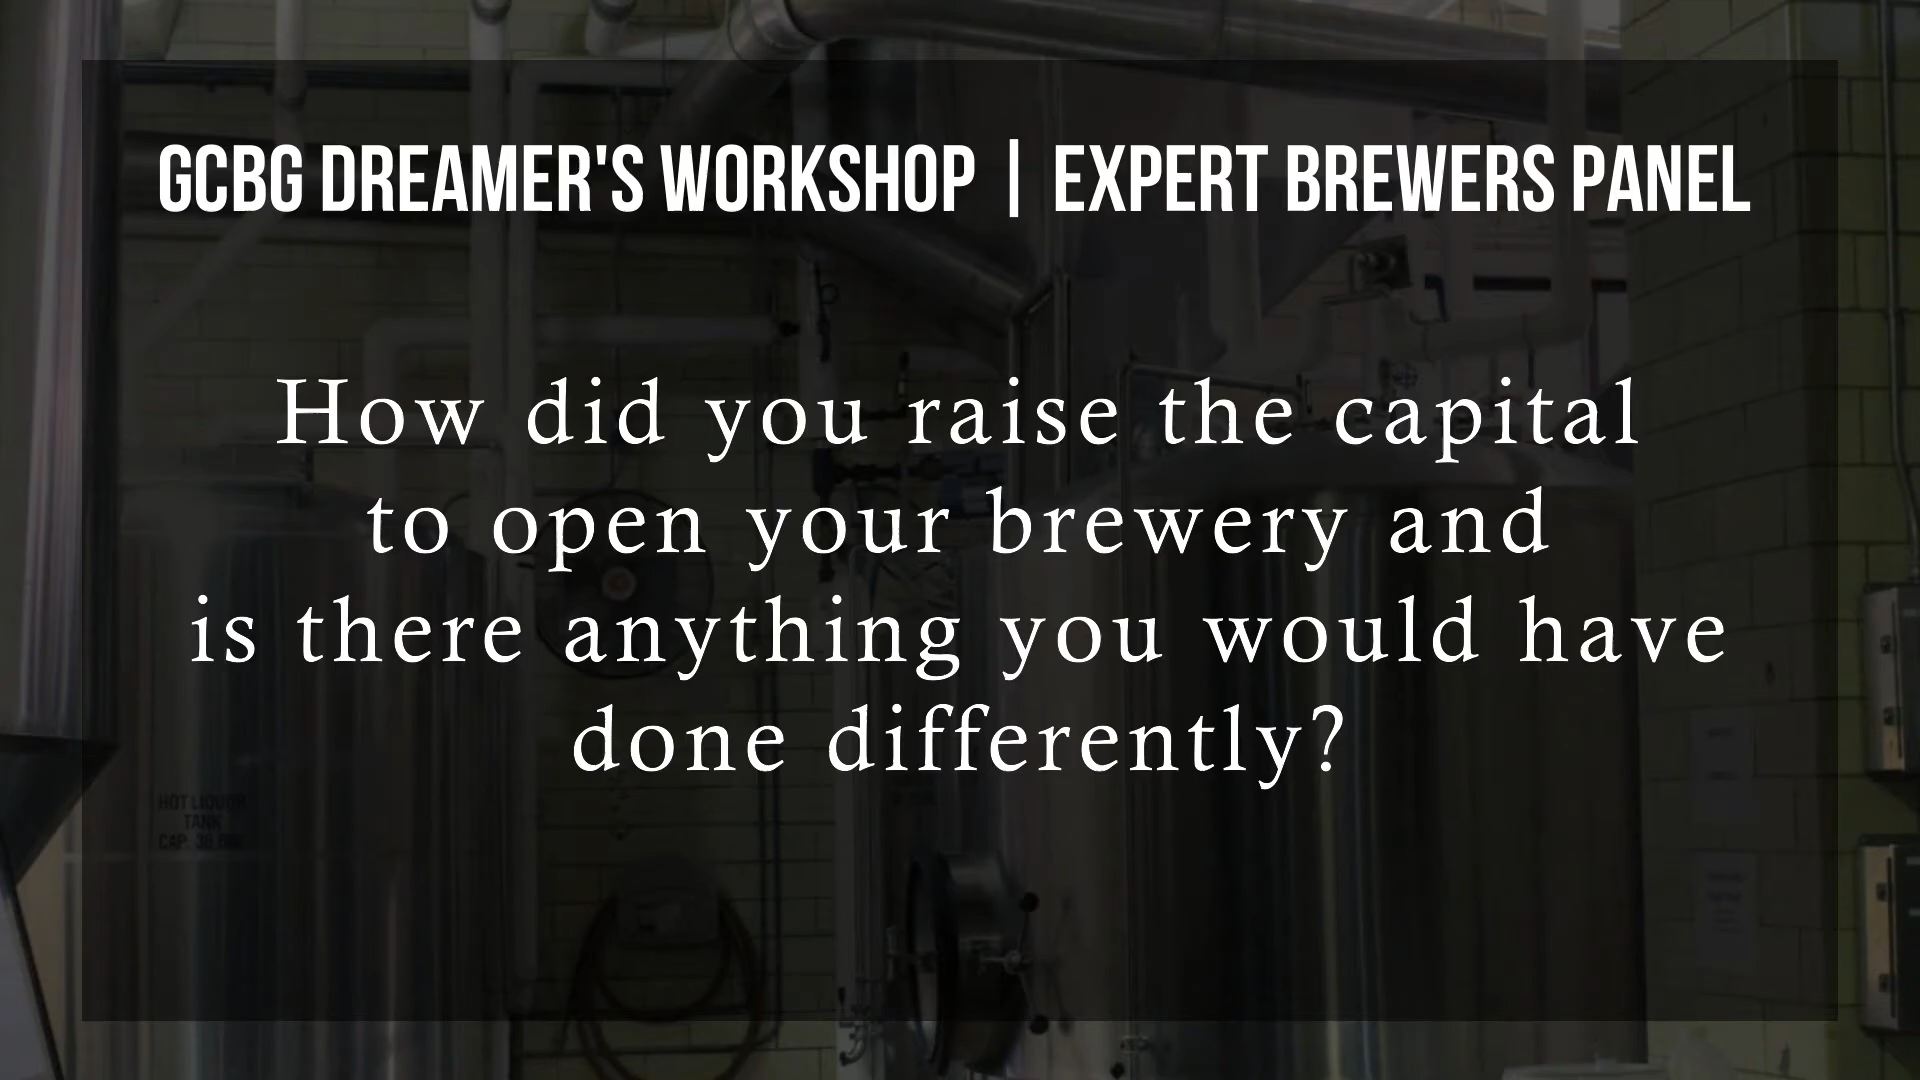 GCBG DREAMER'S WORKSHOP | EXPERT BREWERS PANEL
How did you raise the capital
to open your brewery and
is there anything you would have
done differently?
HOT LIQUOR
TANK
CAP.